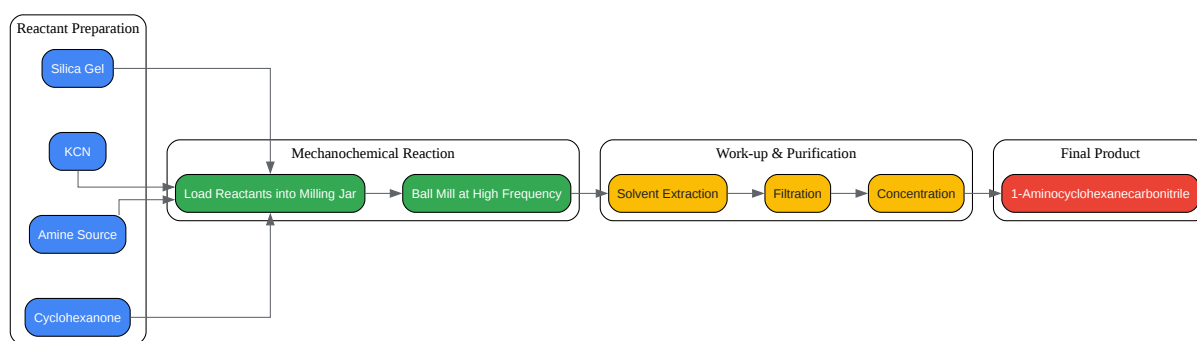 Reactant Preparation
Silica Gel
KCN
Amine Source
Cyclohexanone
Mechanochemical Reaction
Load Reactants into Milling Jar
Ball Mill at High Frequency
Work-up & Purification
Solvent Extraction
Filtration
Concentration
Final Product
1-Aminocyclohexanecarbonitrile